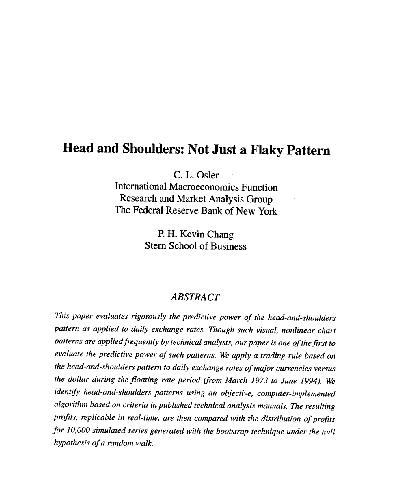 Head and Shoulders: Not Just a Flaky Pattern
C. L. Osler
International Macroeconomics Function
Research and Market Analysis Group
The Federal Reserve Bank of New York
P. H. Kevin Chang
Stern School of Business
ABSTRACT
This paper evaluates rigorously the predictive power of the head-and-shoulders
pattern as applied to daily exchange rates. Though such visual, nonlinear chart
patterns are applied frequently by technical analysts, our paper is one of the first to
evaluate the predictive power of such patterns. We apply a trading rule based on
the head-and-shoulders pattern to daily exchange rates of major currencies versus
the dollar during the floating rate period (from March 1973 to June 1994). We
identify head-and-shoulders patterns using an objective, computer-implemented
algorithm based on criteria in published technical analysis manuals. The resulting
profits, replicable in real-time, are then compared with the distribution of profits
for 10,000 simulated series generated with the bootstrap technique under the null
hypothesis of a random walk.